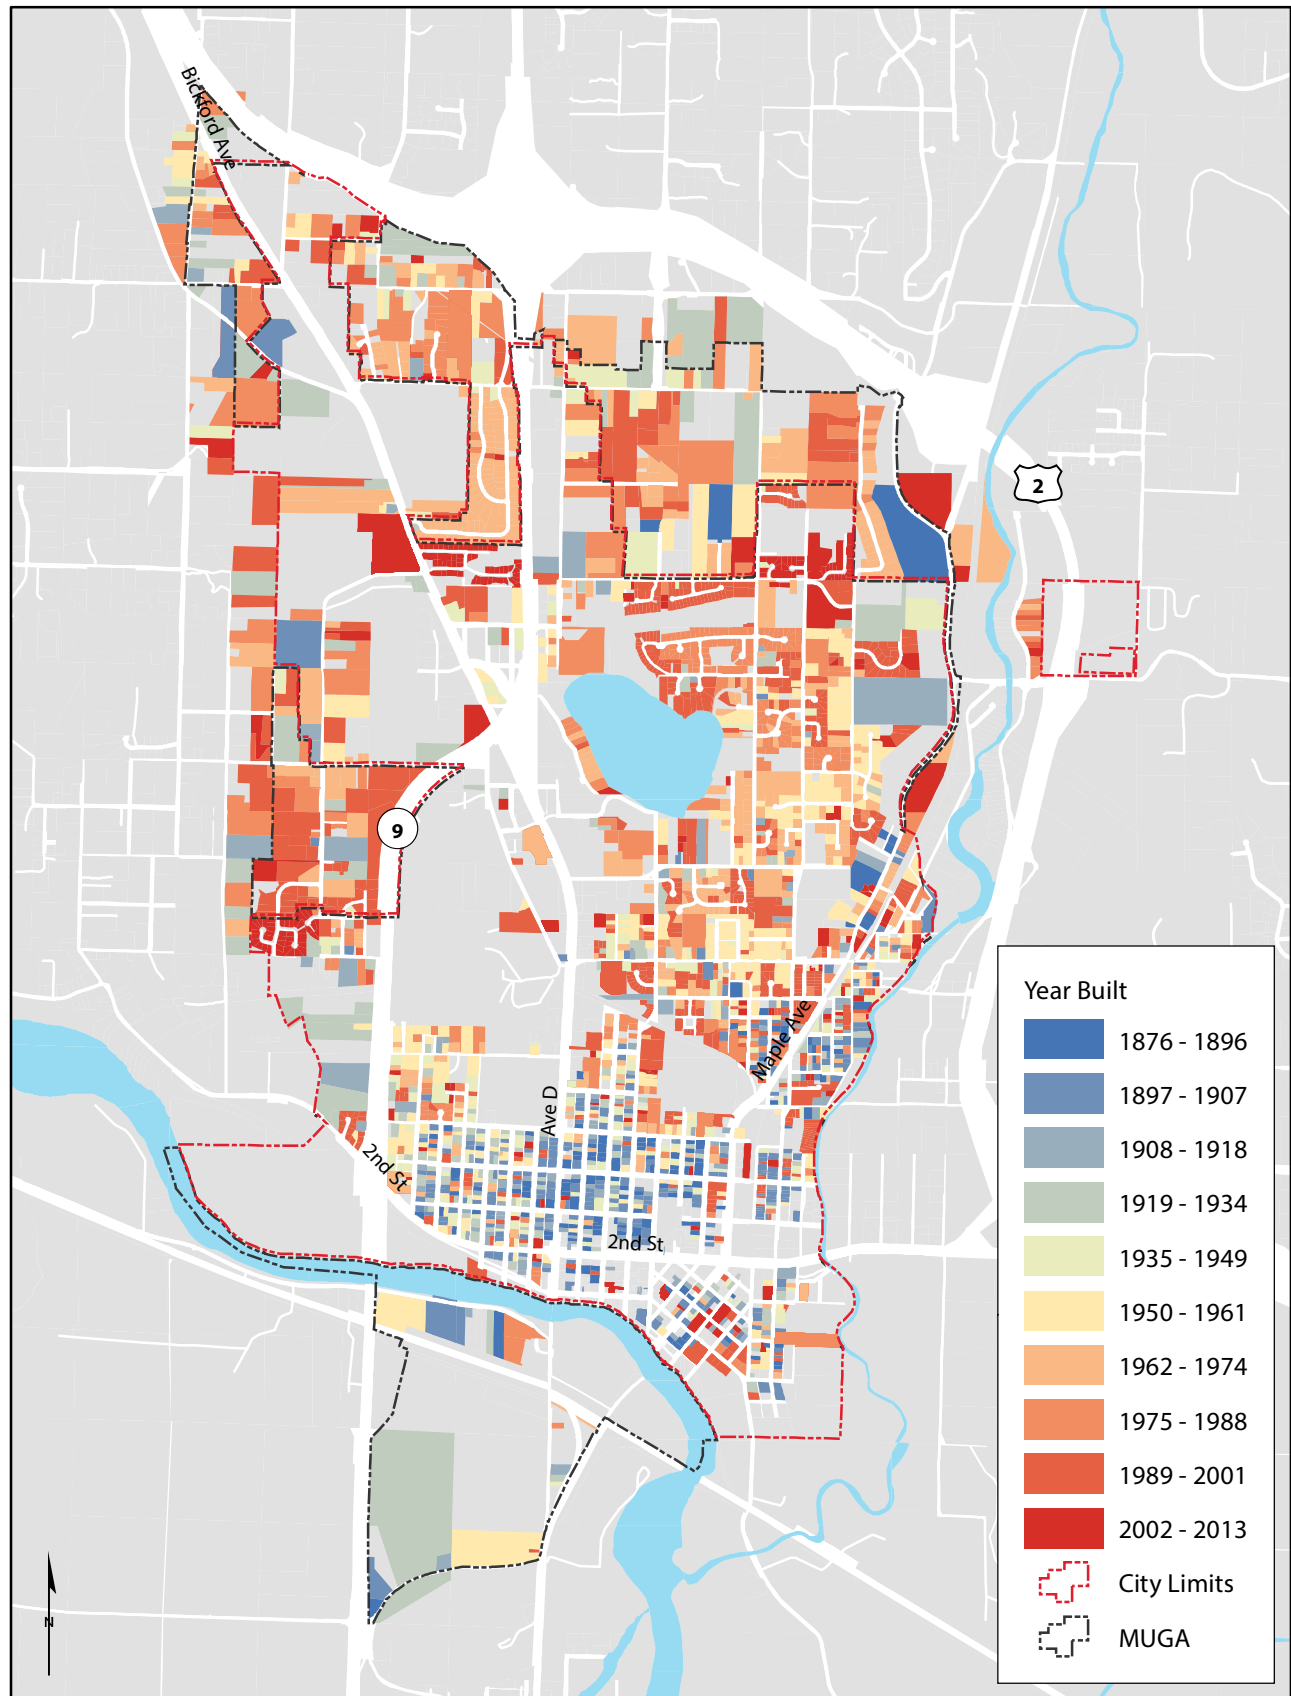 Bickford Ave
2
9
Maple Ave
Ave D
2nd St
2nd St
N
Year Built
1876 - 1896
1897 - 1907
1908 - 1918
1919 - 1934
1935 - 1949
1950 - 1961
1962 - 1974
1975 - 1988
1989 - 2001
2002 - 2013
City Limits
MUGA